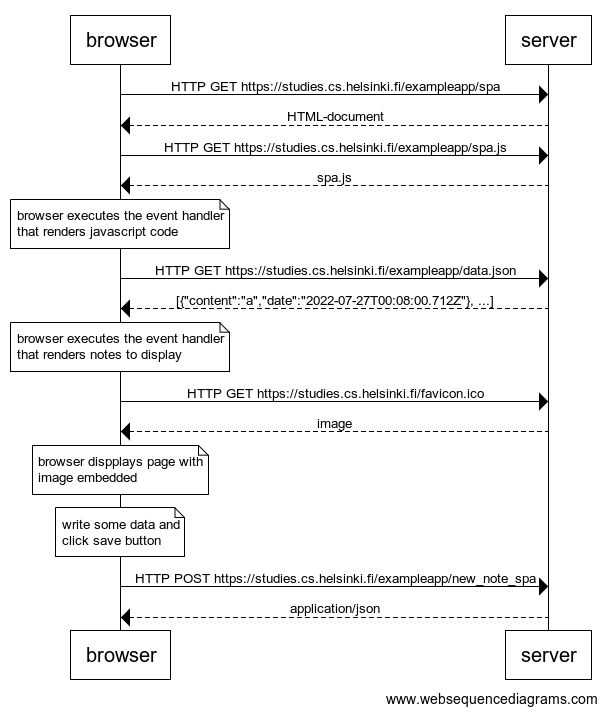 browser
server
HTTP GET https://studies.cs.helsinki.fi/exampleapp/spa
HTML-document
HTTP GET https://studies.cs.helsinki.fi/exampleapp/spa.js
spa.js
browser executes the event handler
that renders javascript code
HTTP GET https://studies.cs.helsinki.fi/exampleapp/data.json
[{"content":"a","date":"2022-07-27T00:08:00.712Z"}, ...]
browser executes the event handler
that renders notes to display
HTTP GET https://studies.cs.helsinki.fi/favicon.ico
image
browser dispplays page with
image embedded
write some data and
click save button
HTTP POST https://studies.cs.helsinki.fi/exampleapp/new_note_spa
application/json
browser
server
www.websequencediagrams.com